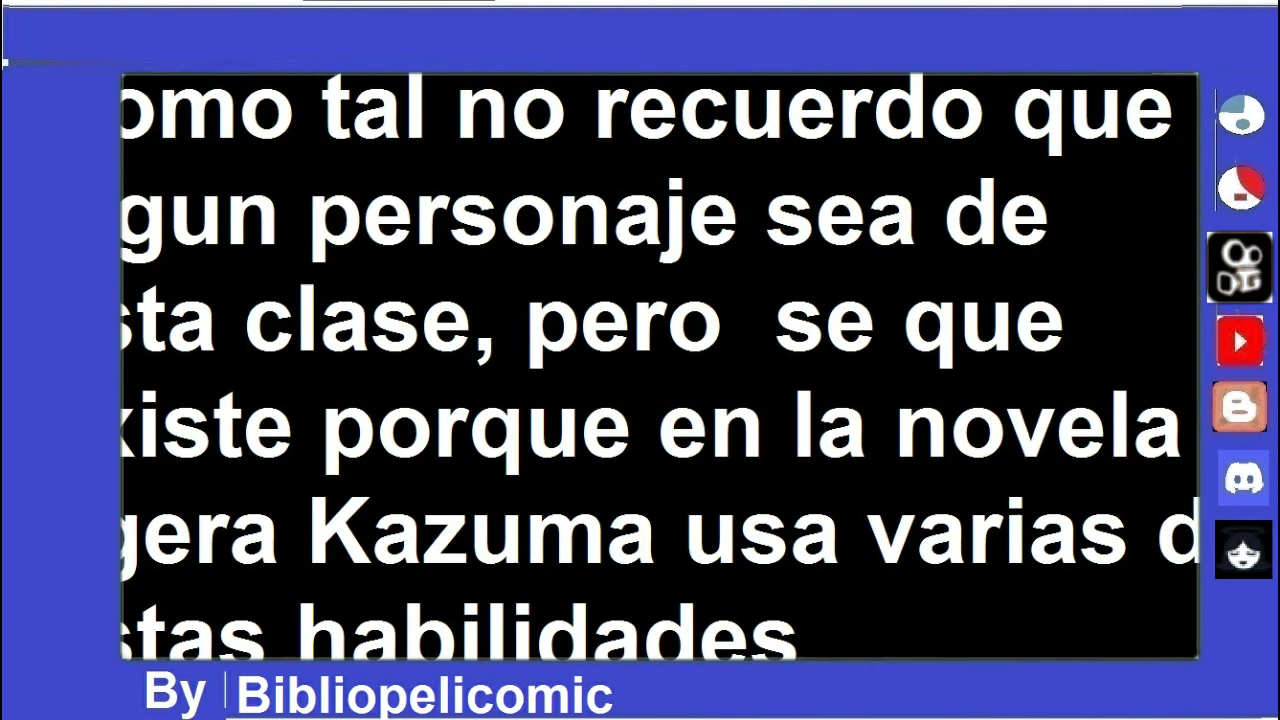 omo tal no recuerdo que
gun personaje sea de
sta clase, pero  se que
xiste porque en la novela
gera Kazuma usa varias d
stas habilidades
By Bibliopelicomic